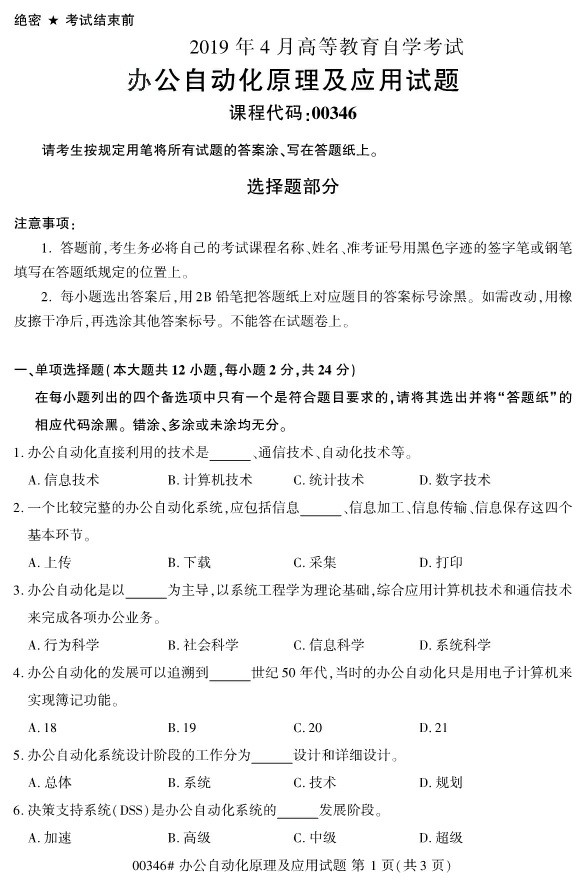 绝密 ★ 考试结束前
2019 年 4 月高等教育自学考试
办公自动化原理及应用试题
课程代码:00346
请考生按规定用笔将所有试题的答案涂、写在答题纸上。
选择题部分
注意事项:
1. 答题前,考生务必将自己的考试课程名称、姓名、准考证号用黑色字迹的签字笔或钢笔
填写在答题纸规定的位置上。
2. 每小题选出答案后,用 2B 铅笔把答题纸上对应题目的答案标号涂黑。如需改动,用橡
皮擦干净后,再选涂其他答案标号。不能答在试题卷上。
一、单项选择题(本大题共 12 小题,每小题 2 分,共 24 分)
在每小题列出的四个备选项中只有一个是符合题目要求的,请将其选出并将“答题纸”的
相应代码涂黑。错涂、多涂或未涂均无分。
1. 办公自动化直接利用的技术是______、通信技术、自动化技术等。
A. 信息技术 B. 计算机技术 C. 统计技术 D. 数字技术
2. 一个比较完整的办公自动化系统,应包括信息______、信息加工、信息传输、信息保存这四个
基本环节。
A. 上传 B. 下载 C. 采集 D. 打印
3. 办公自动化是以______为主导,以系统工程学为理论基础,综合应用计算机技术和通信技术
来完成各项办公业务。
A. 行为科学 B. 社会科学 C. 信息科学 D. 系统科学
4. 办公自动化的发展可以追溯到______世纪 50 年代,当时的办公自动化只是用电子计算机来
实现簿记功能。
A. 18 B. 19 C. 20 D. 21
5. 办公自动化系统设计阶段的工作分为______设计和详细设计。
A. 总体 B. 系统 C. 技术 D. 规划
6. 决策支持系统(DSS)是办公自动化系统的______发展阶段。
A. 加速 B. 高级 C. 中级 D. 超级
00346# 办公自动化原理及应用试题 第 1 页(共 3 页)